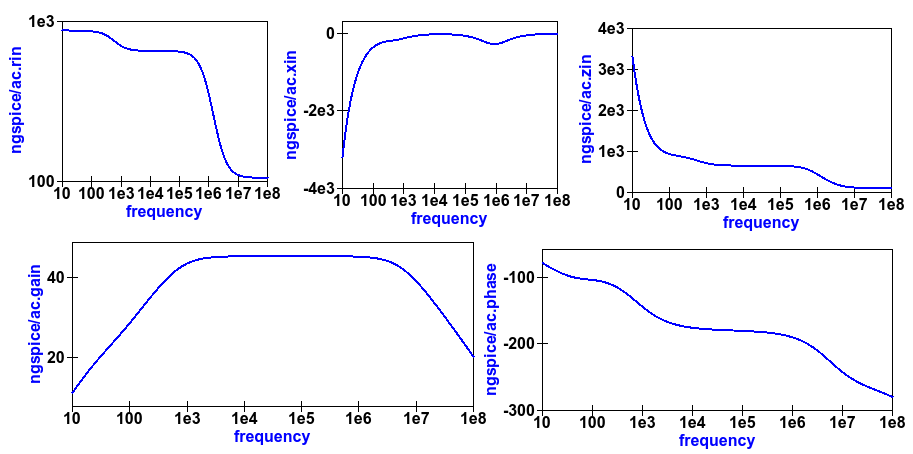 ngspice/ac.rin
1e3
100
10 100 1e3 1e4 1e5 1e6 1e7 1e8
frequency
ngspice/ac.xin
0
-2e3
-4e3
10 100 1e3 1e4 1e5 1e6 1e7 1e8
frequency
ngspice/ac.zin
4e3
3e3
2e3
1e3
0
10 100 1e3 1e4 1e5 1e6 1e7 1e8
frequency
ngspice/ac.gain
40
20
10 100 1e3 1e4 1e5 1e6 1e7 1e8
frequency
ngspice/ac.phase
-100
-200
-300
10 100 1e3 1e4 1e5 1e6 1e7 1e8
frequency